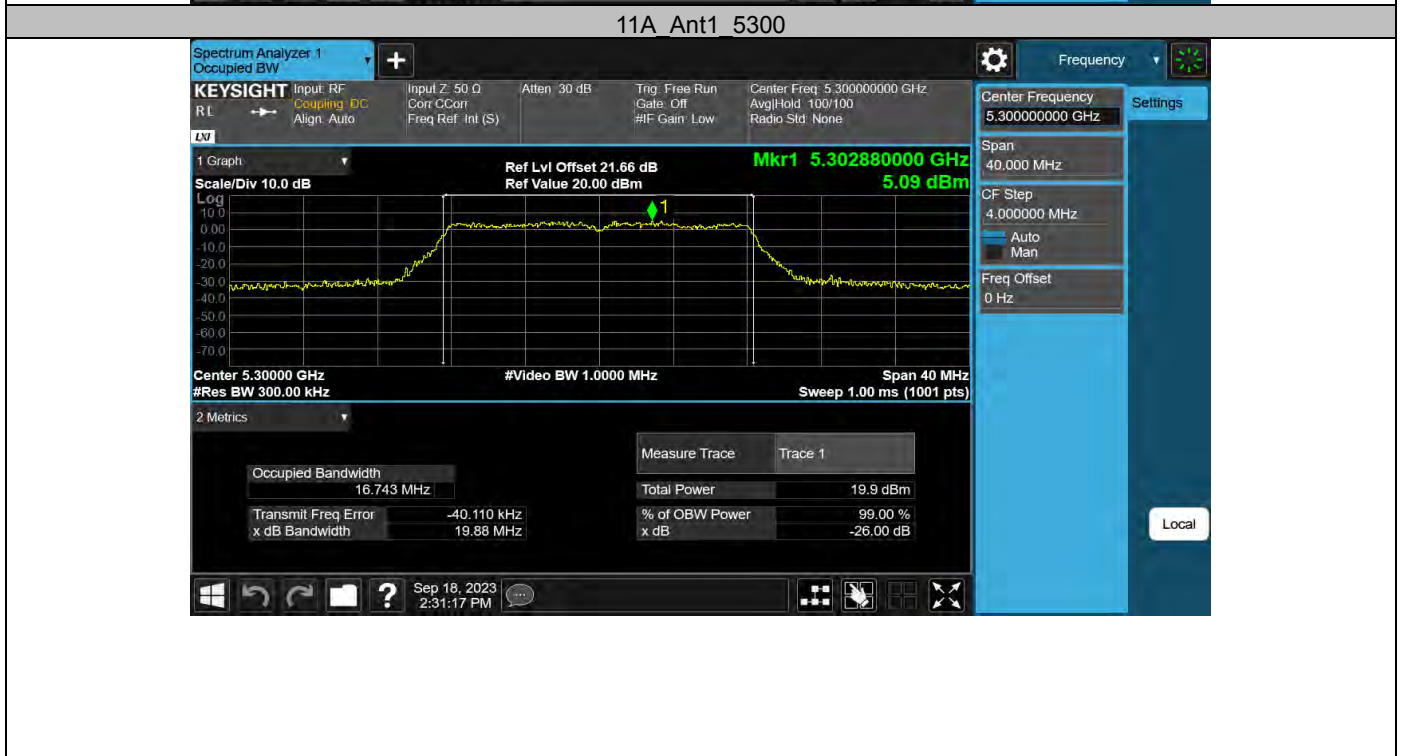 11A_Ant1_5300
Spectrum Analyzer 1
Occupied BW
+
Frequency
KEYSIGHT
RL
LXI
Input: RF
Coupling: DC
Align: Auto
Input Z: 50 Ω
Corr CCorr
Freq Ref: Int (S)
Atten: 30 dB
Trig: Free Run
Gate: Off
#IF Gain: Low
Center Freq: 5.300000000 GHz
Avg|Hold: 100/100
Radio Std: None
Center Frequency
5.300000000 GHz
Settings
Span
40.000 MHz
CF Step
4.000000 MHz
Auto
Man
Freq Offset
0 Hz
Local
1 Graph
Scale/Div 10.0 dB
Ref Lvl Offset 21.66 dB
Ref Value 20.00 dBm
Mkr1 5.302880000 GHz
5.09 dBm
Log
10.0
0.00
-10.0
-20.0
-30.0
-40.0
-50.0
-60.0
-70.0
1
Center 5.30000 GHz
#Res BW 300.00 kHz
#Video BW 1.0000 MHz
Span 40 MHz
Sweep 1.00 ms (1001 pts)
2 Metrics
Measure Trace Trace 1
Occupied Bandwidth
16.743 MHz
Total Power 19.9 dBm
Transmit Freq Error -40.110 kHz
% of OBW Power 99.00 %
x dB Bandwidth 19.88 MHz
x dB -26.00 dB
?
Sep 18, 2023
2:31:17 PM